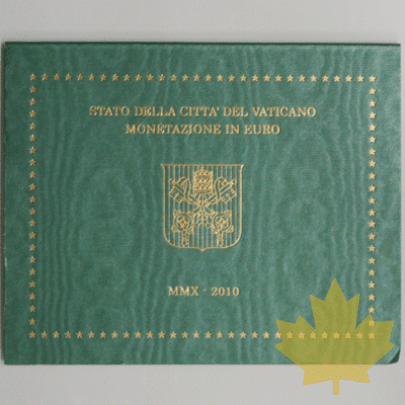 STATO DELLA CITTA' DEL VATICANO
MONETAZIONE IN EURO
MMX - 2010